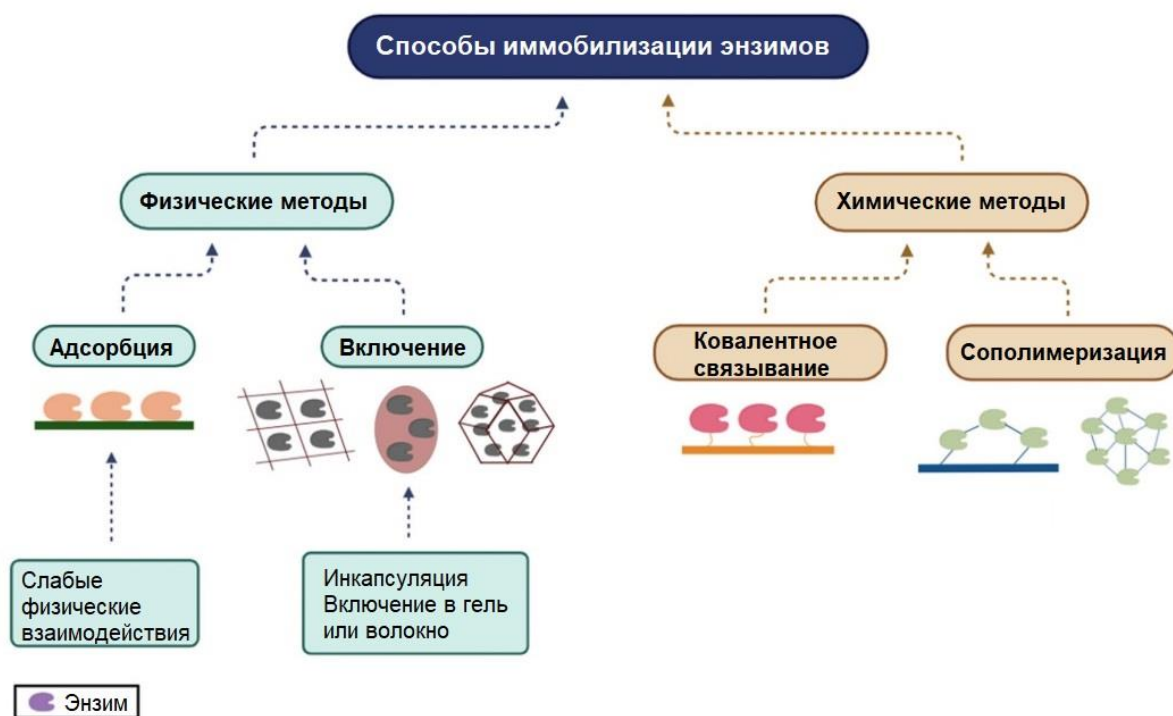 Способы иммобилизации энзимов
Физические методы
Химические методы
Адсорбция
Включение
Ковалентное
связывание
Сополимеризация
Слабые
физические
взаимодействия
Инкапсуляция
Включение в гель
или волокно
Энзим